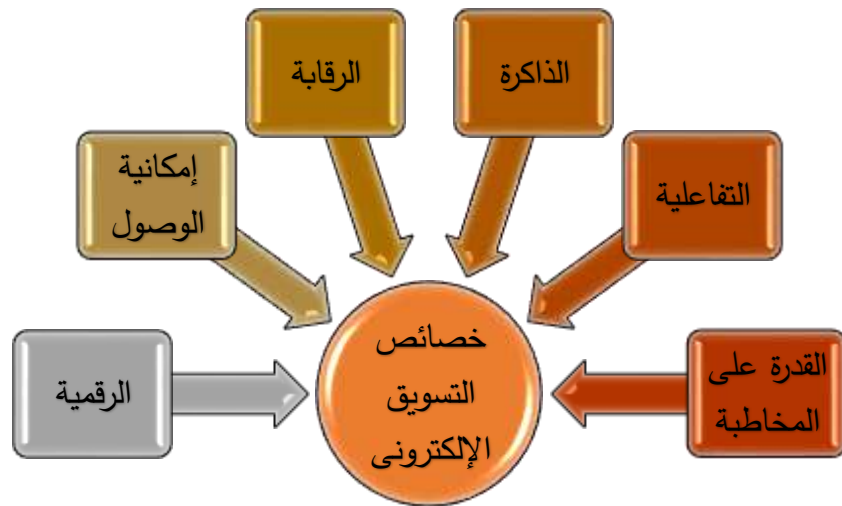 القدرة على
المخاطبة
التفاعلية
الذاكرة
الرقابة
إمكانية
الوصول
الرقمية
خصائص
التسويق
الإلكترونى